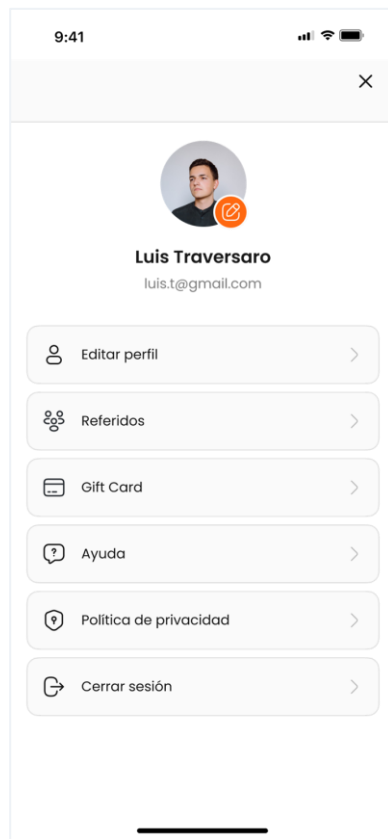 9:41
Luis Traversaro
luis.t@gmail.com
Editar perfil
Referidos
Gift Card
Ayuda
Política de privacidad
Cerrar sesión